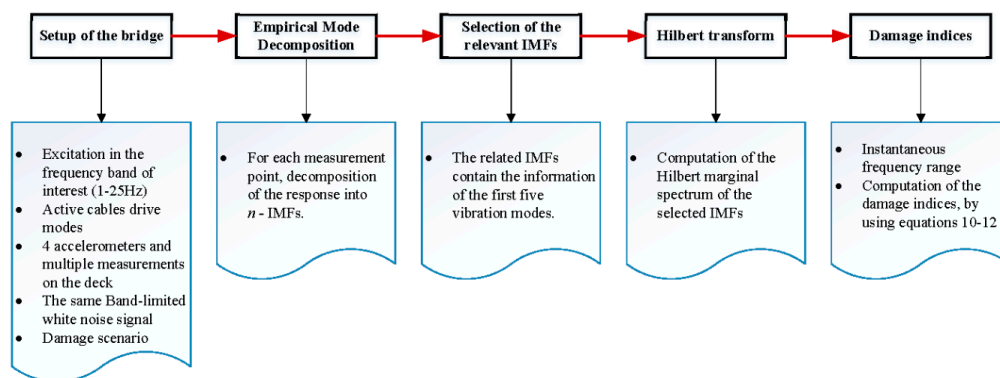 Setup of the bridge
Empirical Mode
Decomposition
Selection of the
relevant IMFs
Hilbert transform
Damage indices
• Excitation in the
frequency band of
interest (1-25Hz)
• Active cables drive
modes
• 4 accelerometers and
multiple measurements
on the deck
• The same Band-limited
white noise signal
• Damage scenario
• For each measurement
point, decomposition
of the response into
n - IMFs.
• The related IMFs
contain the information
of the first five
vibration modes.
• Computation of the
Hilbert marginal
spectrum of the
selected IMFs
• Instantaneous
frequency range
• Computation of the
damage indices, by
using equations 10-12